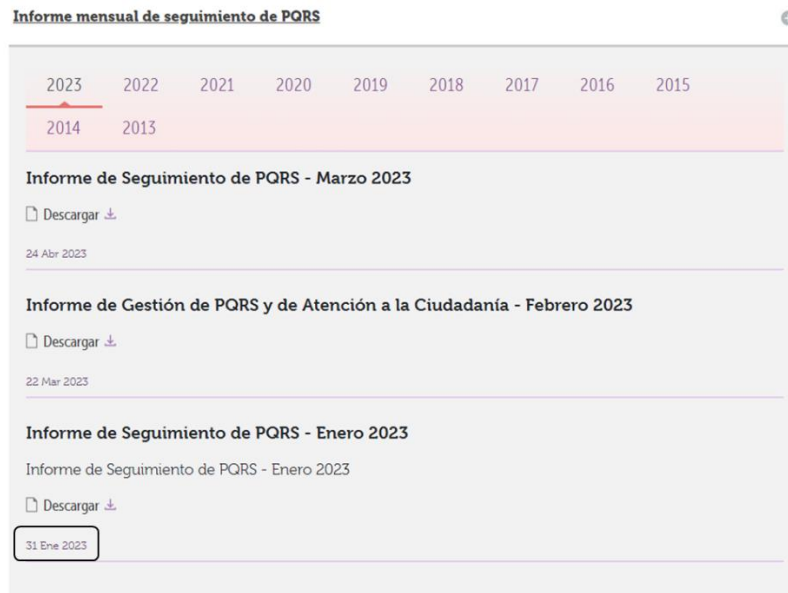 Informe mensual de seguimiento de PQRS
2023 2022 2021 2020 2019 2018 2017 2016 2015
2014 2013
Informe de Seguimiento de PQRS - Marzo 2023
Descargar
24 Abr 2023
Informe de Gestión de PQRS y de Atención a la Ciudadanía - Febrero 2023
Descargar
22 Mar 2023
Informe de Seguimiento de PQRS - Enero 2023
Informe de Seguimiento de PQRS - Enero 2023
Descargar
31 Ene 2023